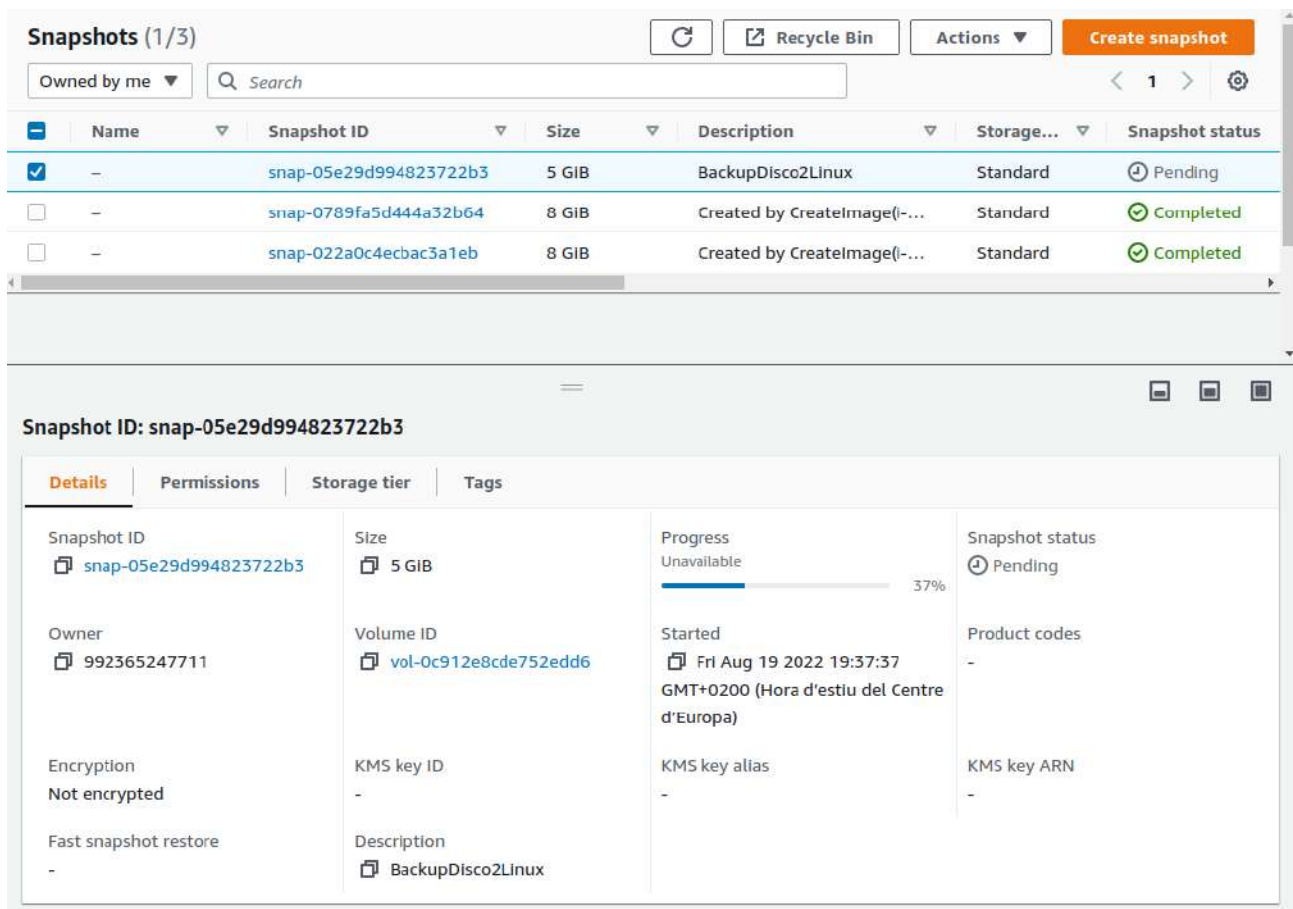 Snapshots (1/3)
Recycle Bin
Actions
Create snapshot
Owned by me
Search
1
Name
Snapshot ID
Size
Description
Storage...
Snapshot status
– snap-05e29d994823722b3 5 GiB BackupDisco2Linux Standard Pending
– snap-0789fa5d444a32b64 8 GiB Created by CreateImage(i-... Standard Completed
– snap-022a0c4ecbac3a1eb 8 GiB Created by CreateImage(i-... Standard Completed
Snapshot ID: snap-05e29d994823722b3
Details
Permissions
Storage tier
Tags
Snapshot ID
snap-05e29d994823722b3
Size
5 GiB
Progress
Unavailable
37%
Snapshot status
Pending
Owner
992365247711
Volume ID
vol-0c912e8cde752edd6
Started
Fri Aug 19 2022 19:37:37
GMT+0200 (Hora d'estiu del Centre
d'Europa)
Product codes
-
Encryption
Not encrypted
KMS key ID
-
KMS key alias
-
KMS key ARN
-
Fast snapshot restore
-
Description
BackupDisco2Linux